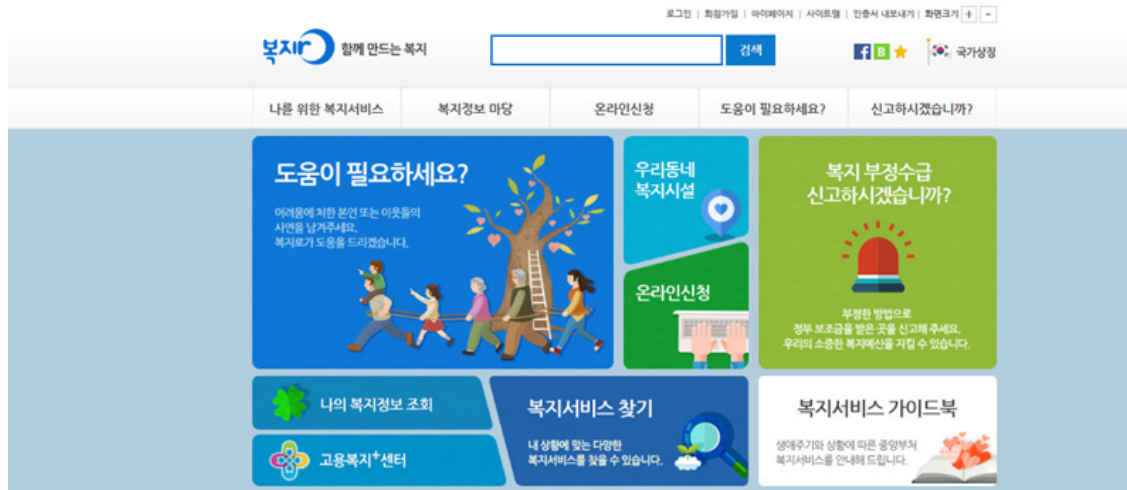 로그인 | 회원가입 | 마이페이지 | 사이트맵 | 인증서 내보내기 | 화면크기 + -
복지r 함께 만드는 복지
검색
f B 국가상징
나를 위한 복지서비스
복지정보 마당
온라인신청
도움이 필요하세요?
신고하시겠습니까?
도움이 필요하세요?
어려움에 처한 본인 또는 이웃들의
사연을 남겨주세요.
복지로가 도움을 드리겠습니다.
우리동네
복지시설
온라인신청
복지 부정수급
신고하시겠습니까?
부정한 방법으로
정부 보조금을 받은 곳을 신고해 주세요.
우리의 소중한 복지예산을 지킬 수 있습니다.
나의 복지정보 조회
고용복지+센터
복지서비스 찾기
내 상황에 맞는 다양한
복지서비스를 찾을 수 있습니다.
복지서비스 가이드북
생애주기와 상황에 따른 중앙부처
복지서비스를 안내해 드립니다.